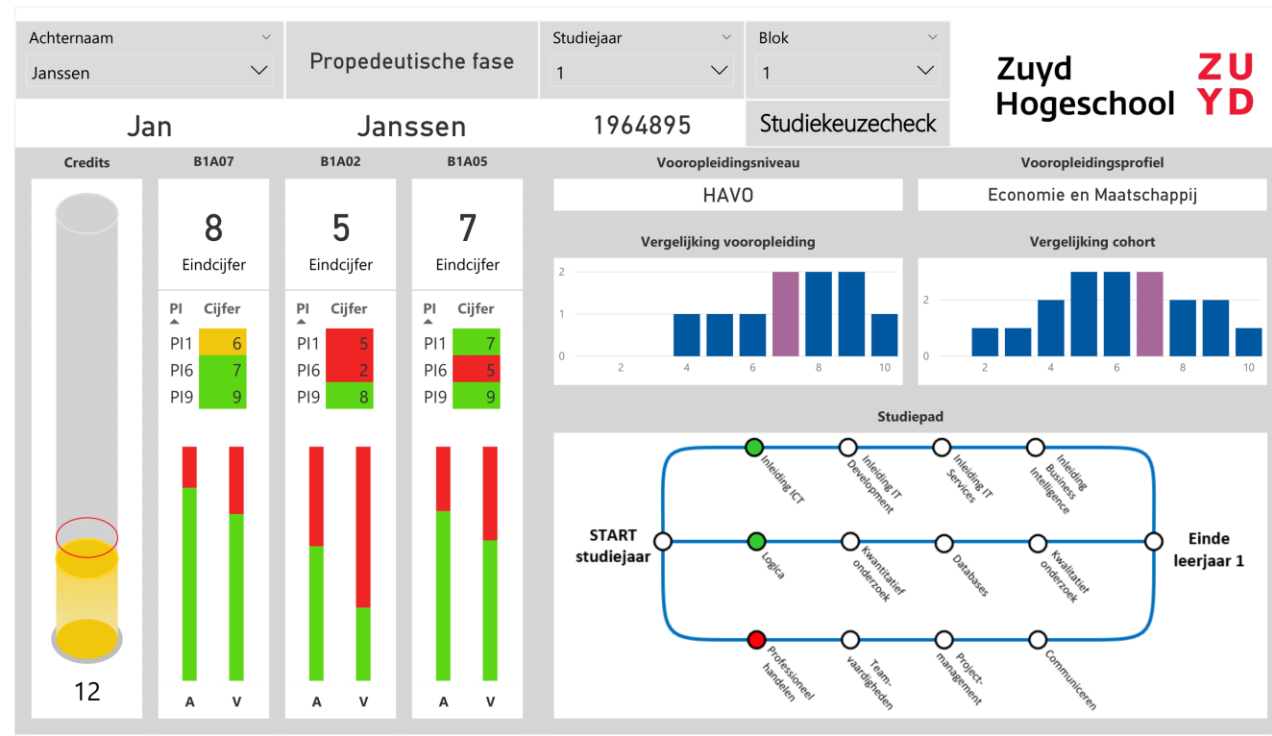 Achternaam
Janssen
Propedeutische fase
Studiejaar
1
Blok
1
Zuyd
Hogeschool
ZU
YD
Jan
Janssen
1964895
Studiekeuzecheck
Credits
B1A07
B1A02
B1A05
Vooropleidingsniveau
Vooropleidingsprofiel
HAVO
Economie en Maatschappij
8
Eindcijfer
5
Eindcijfer
7
Eindcijfer
PI Cijfer
PI1 6
PI6 7
PI9 9
PI Cijfer
PI1 5
PI6 2
PI9 8
PI Cijfer
PI1 7
PI6 5
PI9 9
Vergelijking vooropleiding
2
1
0
2 4 6 8 10
Vergelijking cohort
2
0
2 4 6 8 10
12
A V
A V
A V
Studiepad
START
studiejaar
Inleiding ICT
Inleiding IT
Development
Inleiding IT
Services
Inleiding
Business
Intelligence
Logica
Kwantitatief
onderzoek
Databases
Kwalitatief
onderzoek
Professioneel
handelen
Team-
vaardigheden
Project-
management
Communiceren
Einde
leerjaar 1